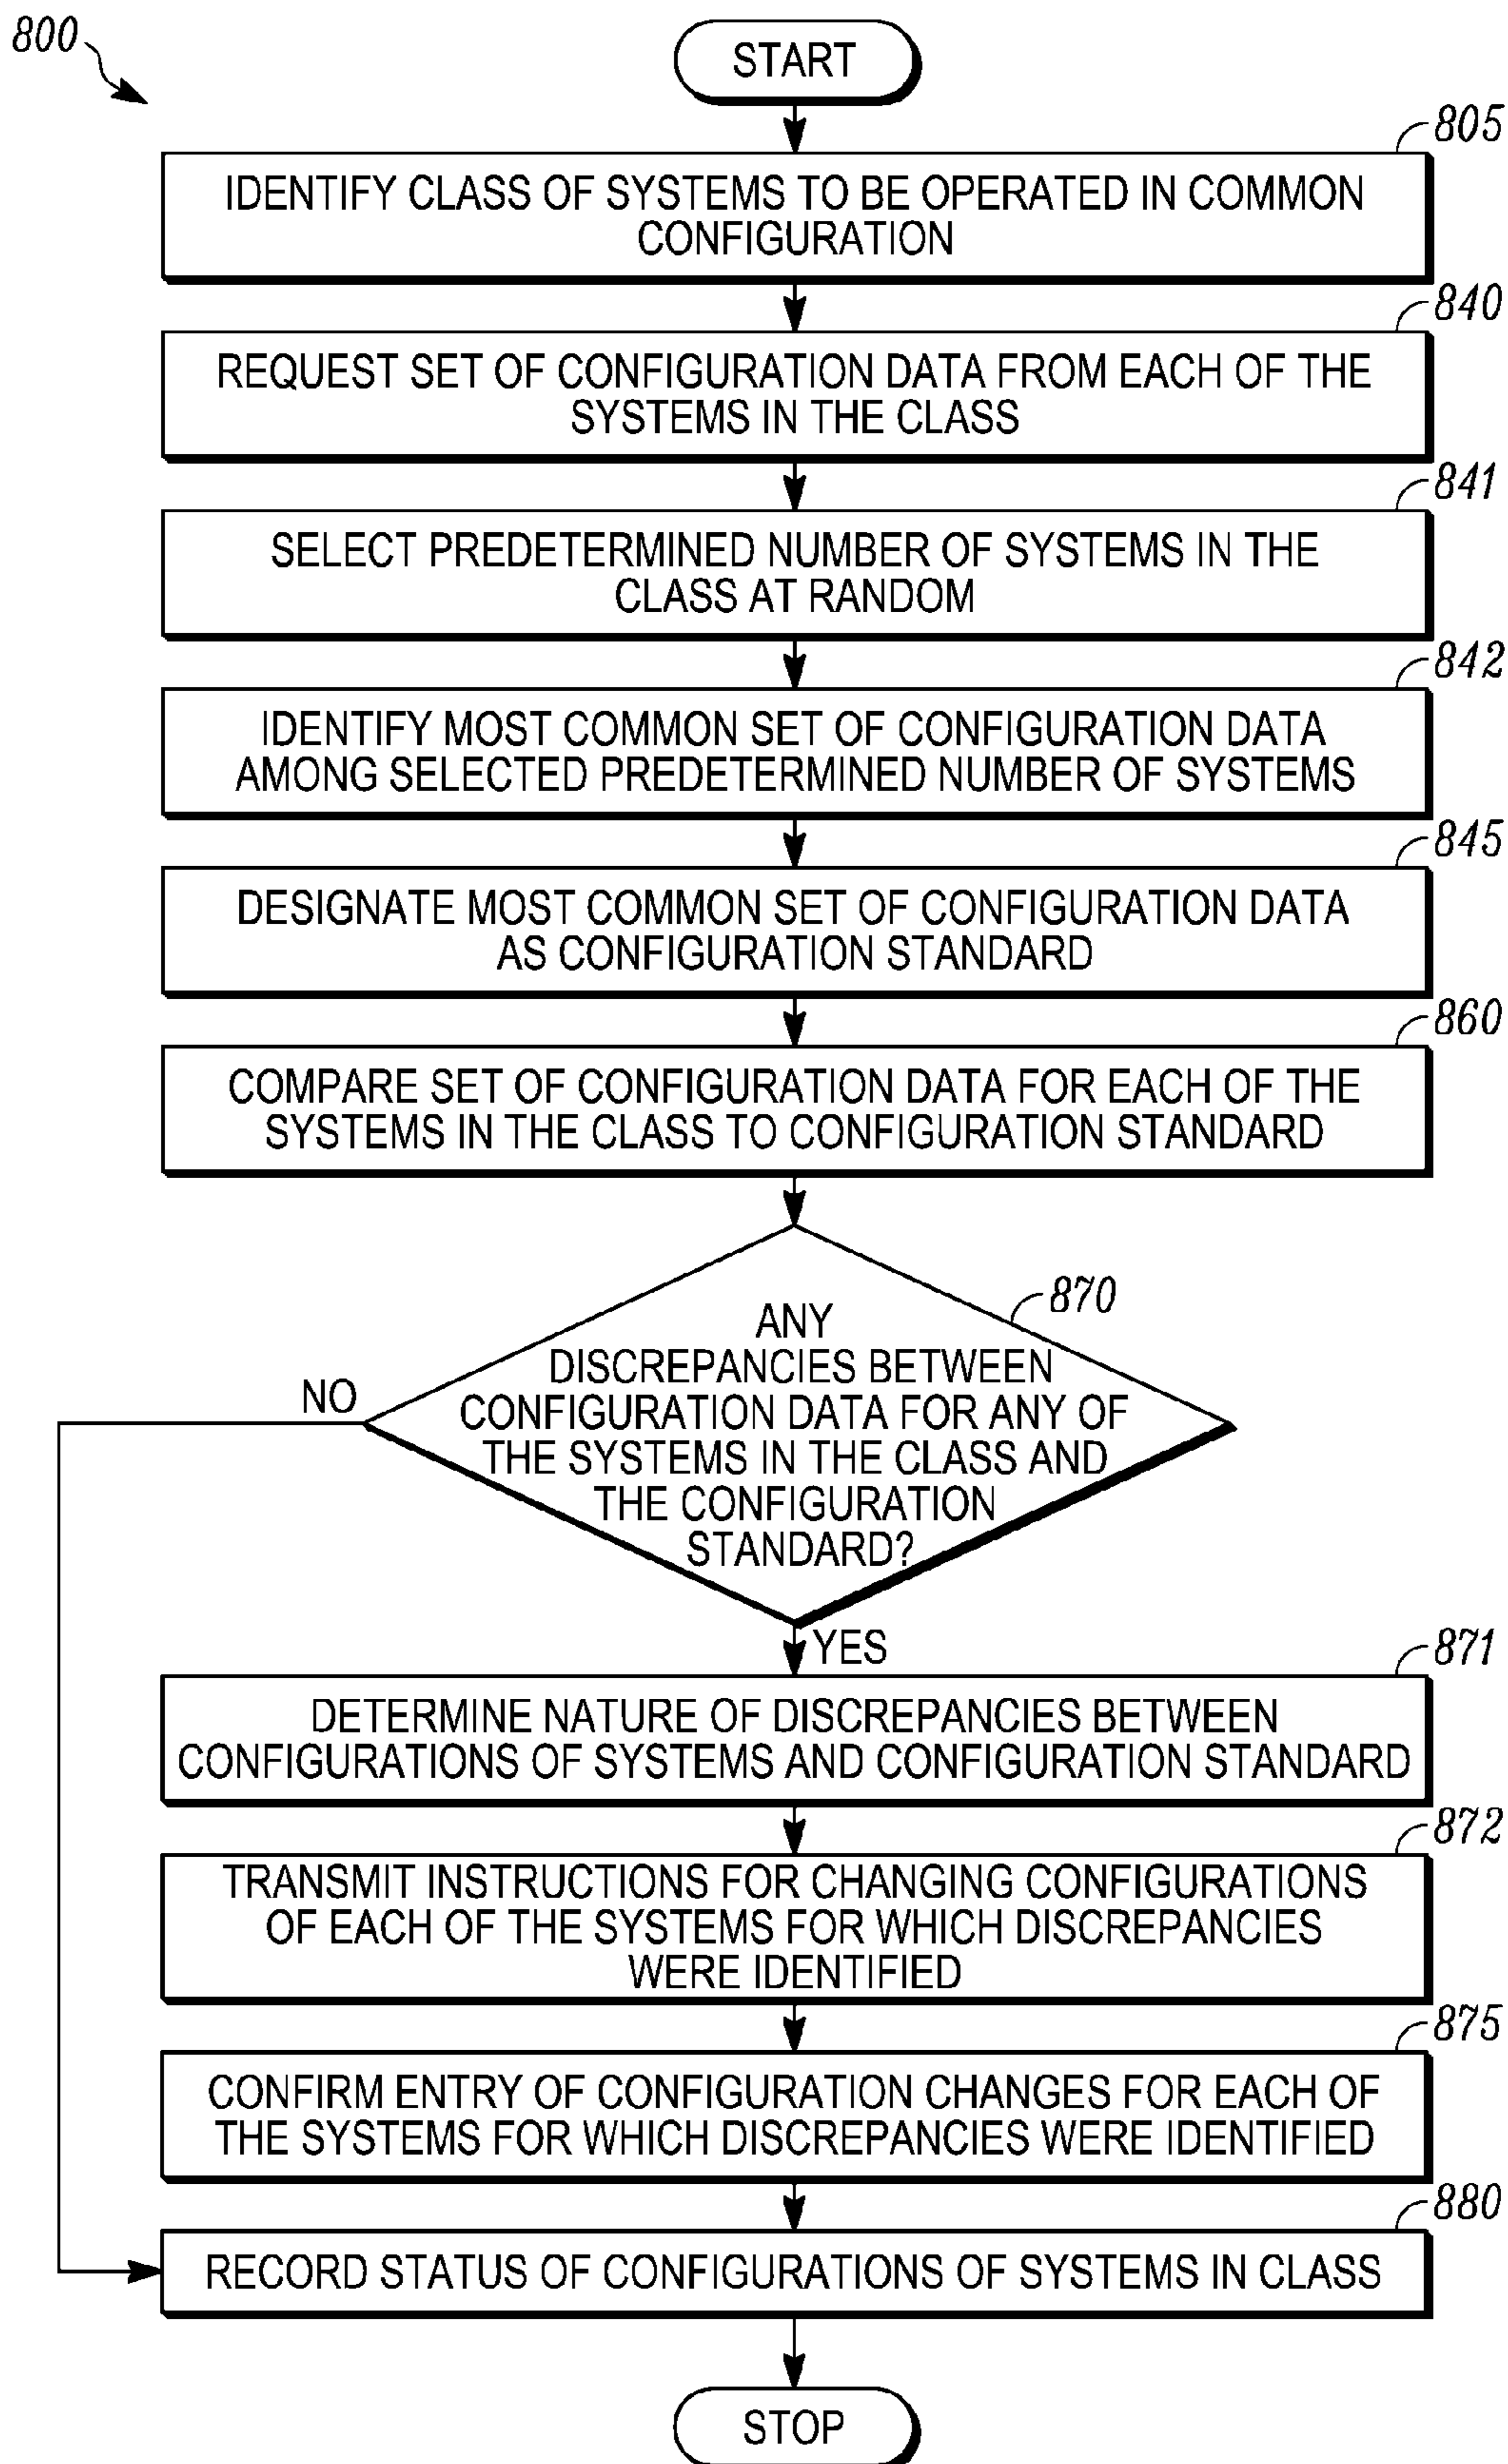 800
START
805
IDENTIFY CLASS OF SYSTEMS TO BE OPERATED IN COMMON
CONFIGURATION
840
REQUEST SET OF CONFIGURATION DATA FROM EACH OF THE
SYSTEMS IN THE CLASS
841
SELECT PREDETERMINED NUMBER OF SYSTEMS IN THE
CLASS AT RANDOM
842
IDENTIFY MOST COMMON SET OF CONFIGURATION DATA
AMONG SELECTED PREDETERMINED NUMBER OF SYSTEMS
845
DESIGNATE MOST COMMON SET OF CONFIGURATION DATA
AS CONFIGURATION STANDARD
860
COMPARE SET OF CONFIGURATION DATA FOR EACH OF THE
SYSTEMS IN THE CLASS TO CONFIGURATION STANDARD
870
ANY
DISCREPANCIES BETWEEN
CONFIGURATION DATA FOR ANY OF
THE SYSTEMS IN THE CLASS AND
THE CONFIGURATION
STANDARD?
NO
YES
871
DETERMINE NATURE OF DISCREPANCIES BETWEEN
CONFIGURATIONS OF SYSTEMS AND CONFIGURATION STANDARD
872
TRANSMIT INSTRUCTIONS FOR CHANGING CONFIGURATIONS
OF EACH OF THE SYSTEMS FOR WHICH DISCREPANCIES
WERE IDENTIFIED
875
CONFIRM ENTRY OF CONFIGURATION CHANGES FOR EACH OF
THE SYSTEMS FOR WHICH DISCREPANCIES WERE IDENTIFIED
880
RECORD STATUS OF CONFIGURATIONS OF SYSTEMS IN CLASS
STOP